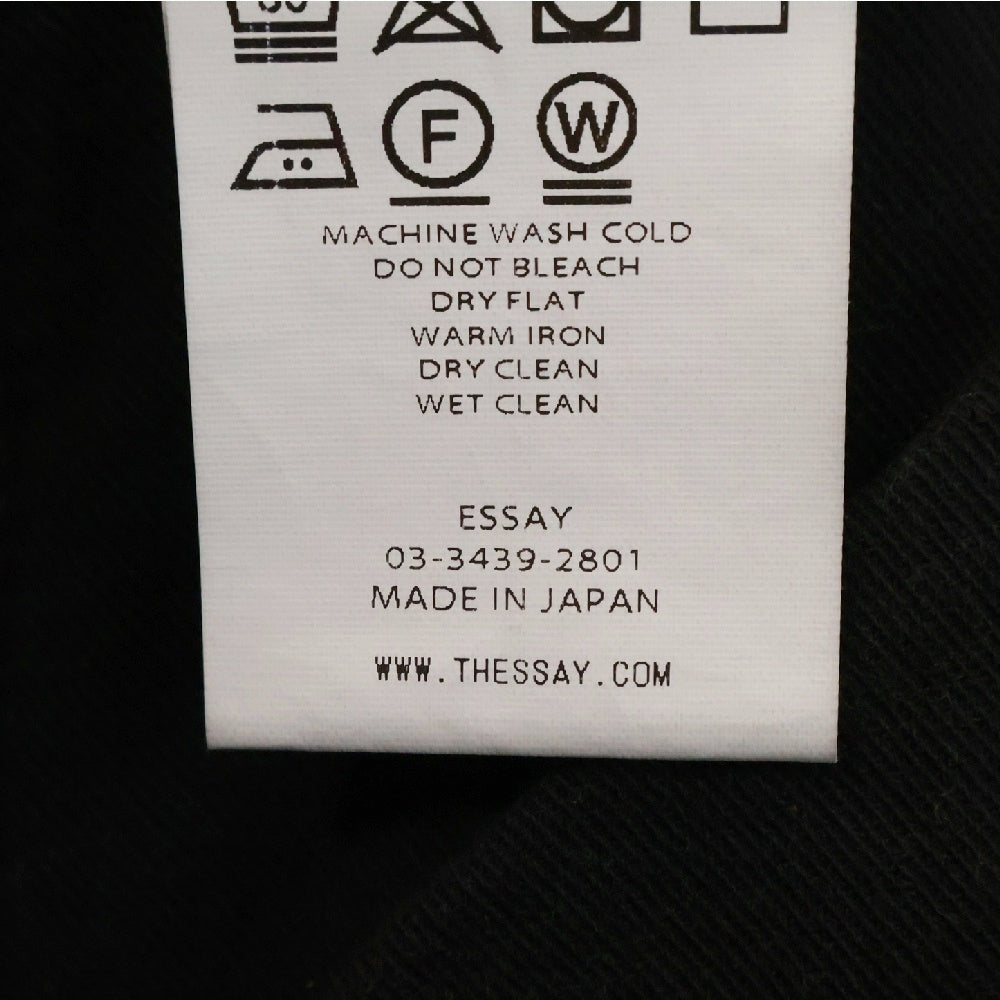 F W
MACHINE WASH COLD
DO NOT BLEACH
DRY FLAT
WARM IRON
DRY CLEAN
WET CLEAN
ESSAY
03-3439-2801
MADE IN JAPAN
WWW.THESSAY.COM